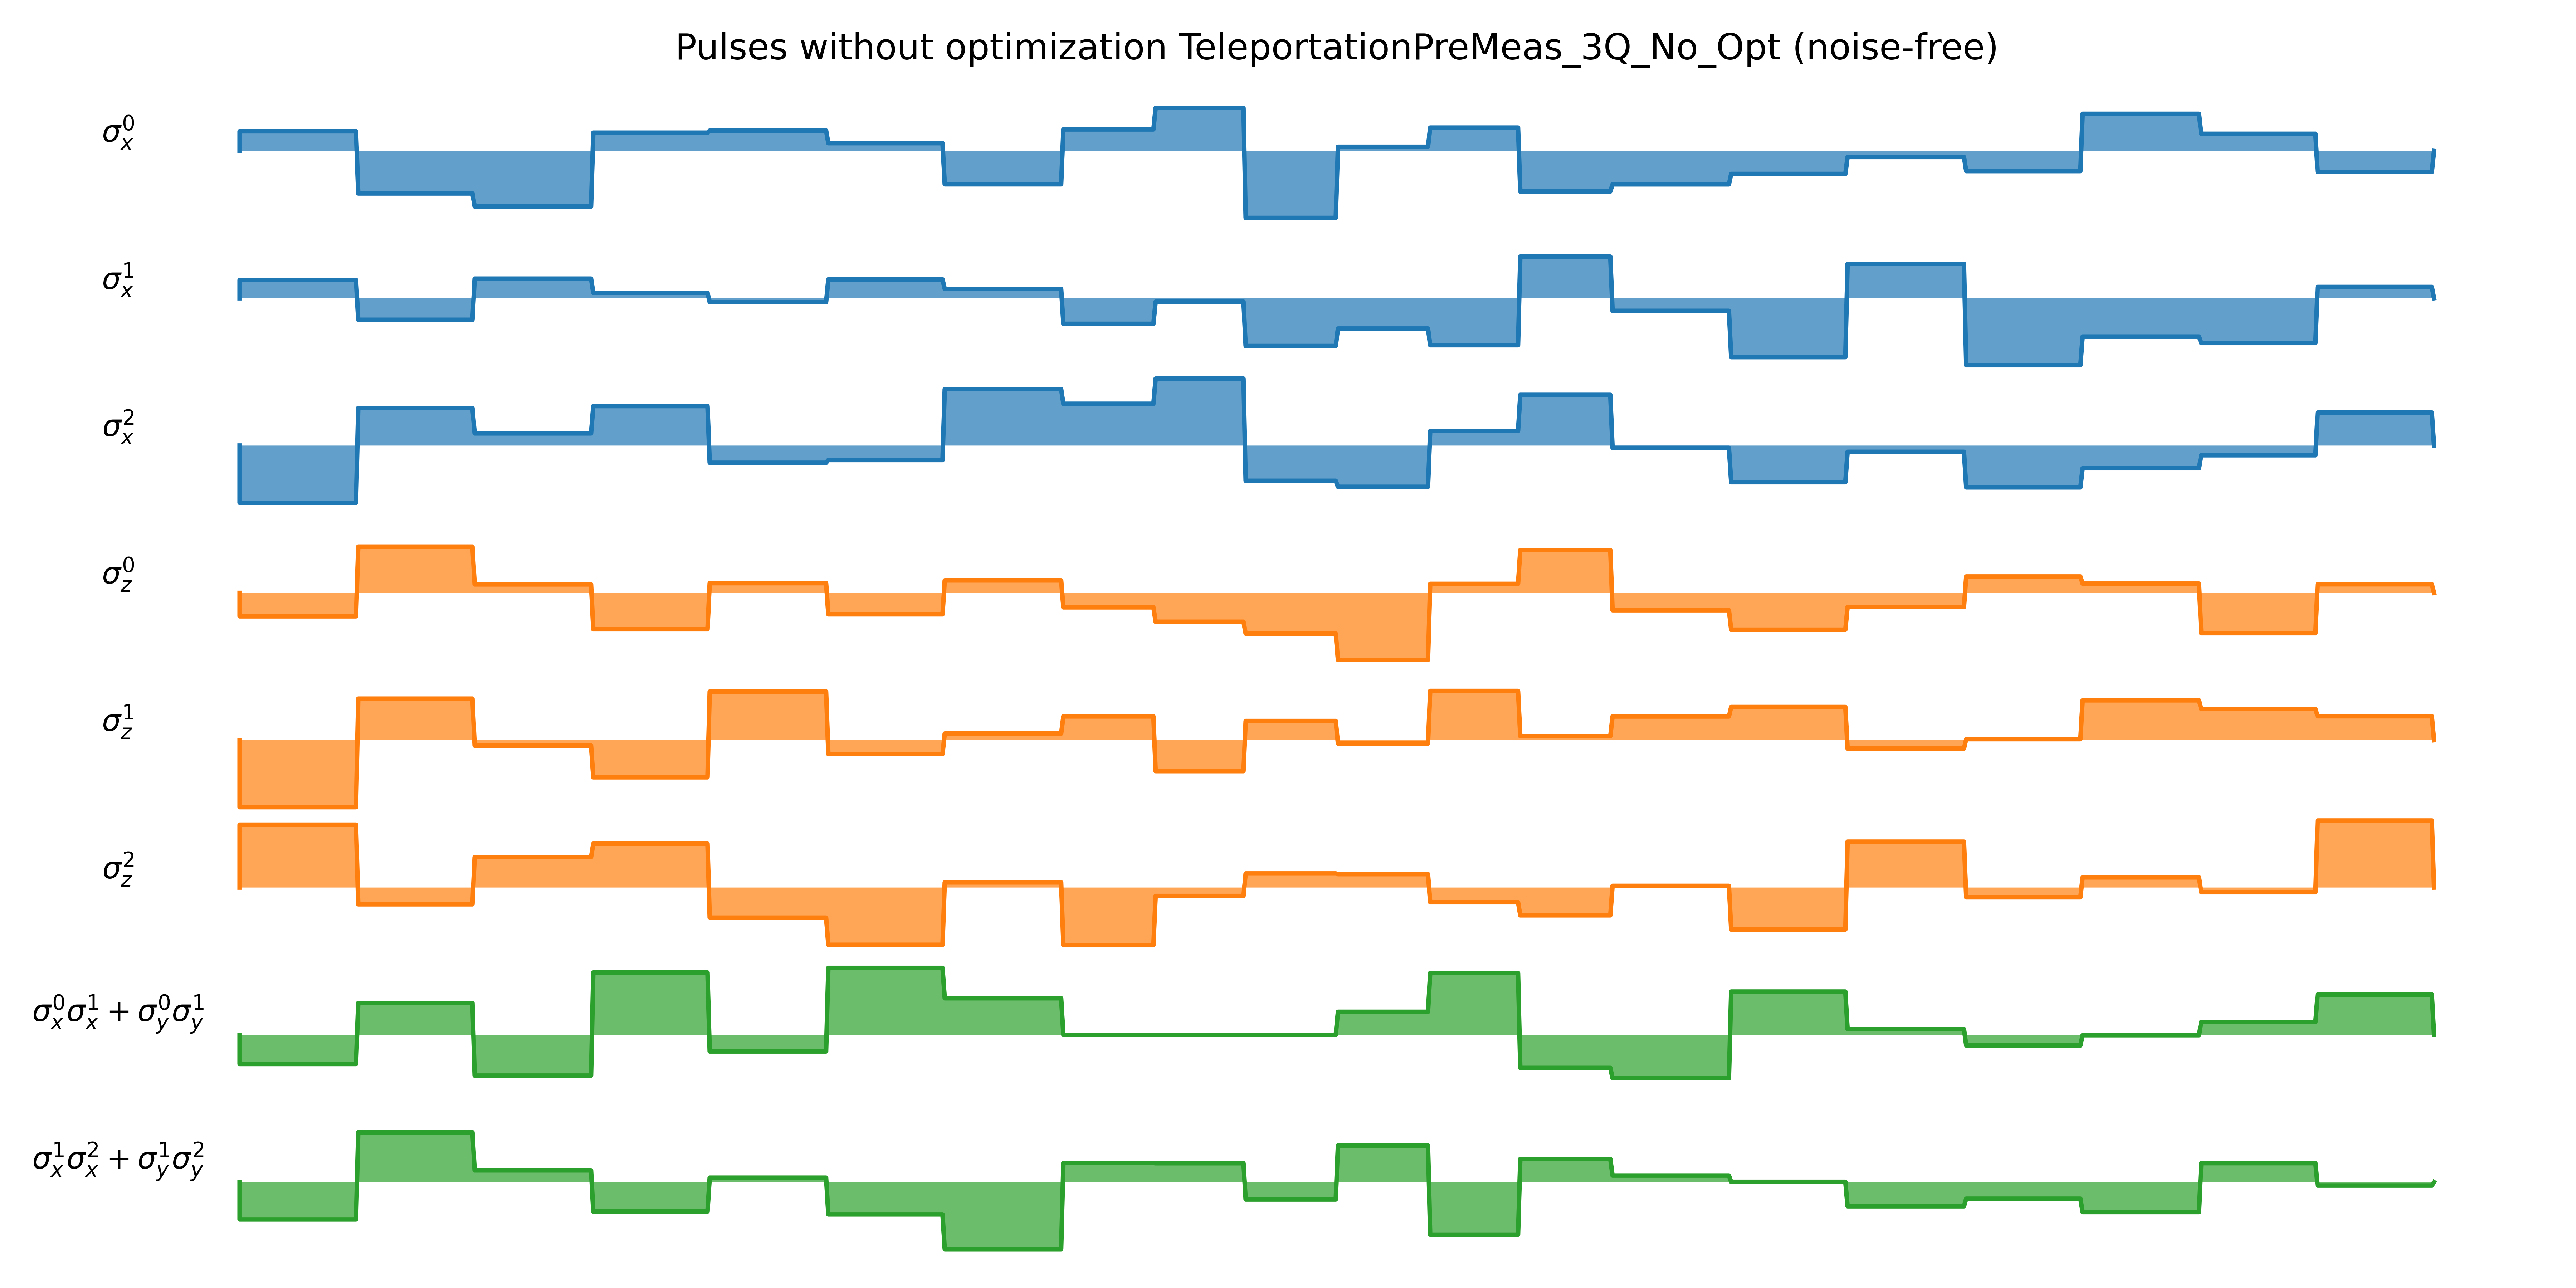 Pulses without optimization TeleportationPreMeas_3Q_No_Opt (noise-free)
σ_x^0
σ_x^1
σ_x^2
σ_z^0
σ_z^1
σ_z^2
σ_x^0σ_x^1 + σ_y^0σ_y^1
σ_x^1σ_x^2 + σ_y^1σ_y^2